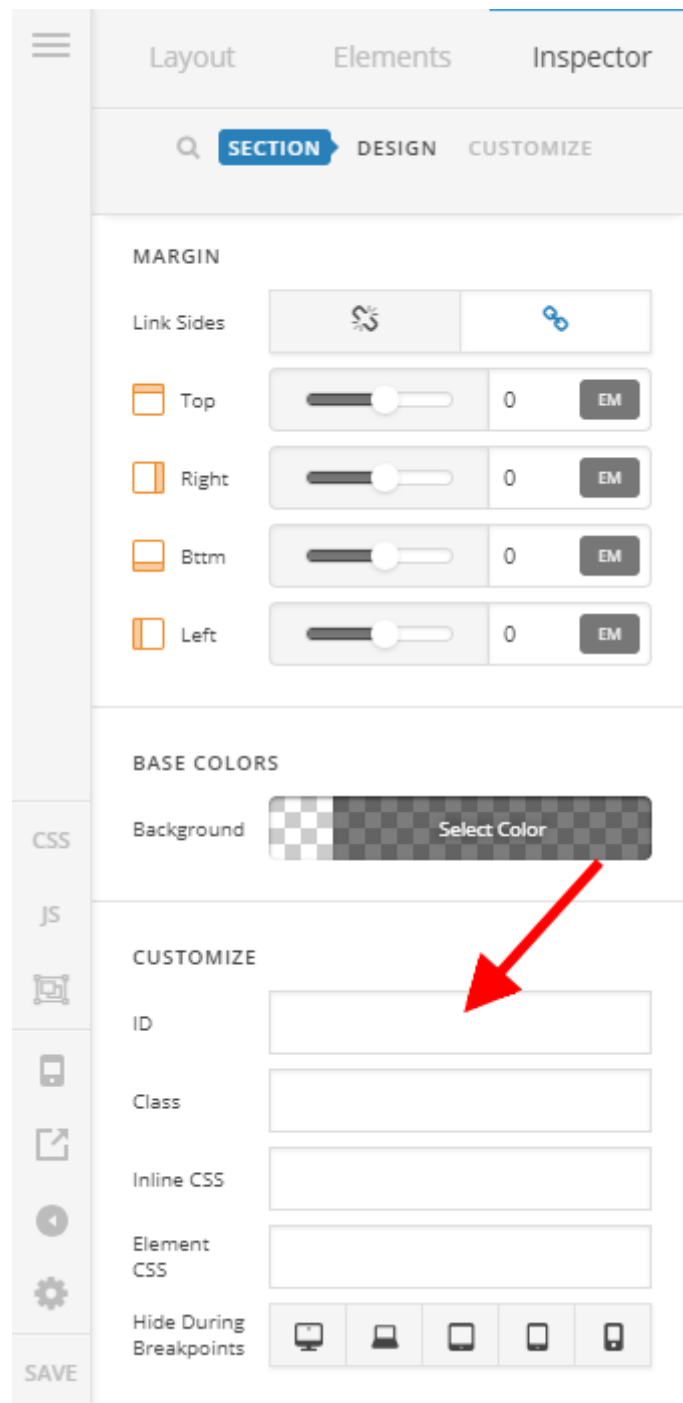 Layout Elements Inspector
SECTION DESIGN CUSTOMIZE
MARGIN
Link Sides
Top 0 EM
Right 0 EM
Bttm 0 EM
Left 0 EM
BASE COLORS
Background Select Color
CSS
JS
CUSTOMIZE
ID
Class
Inline CSS
Element
CSS
Hide During
Breakpoints
SAVE